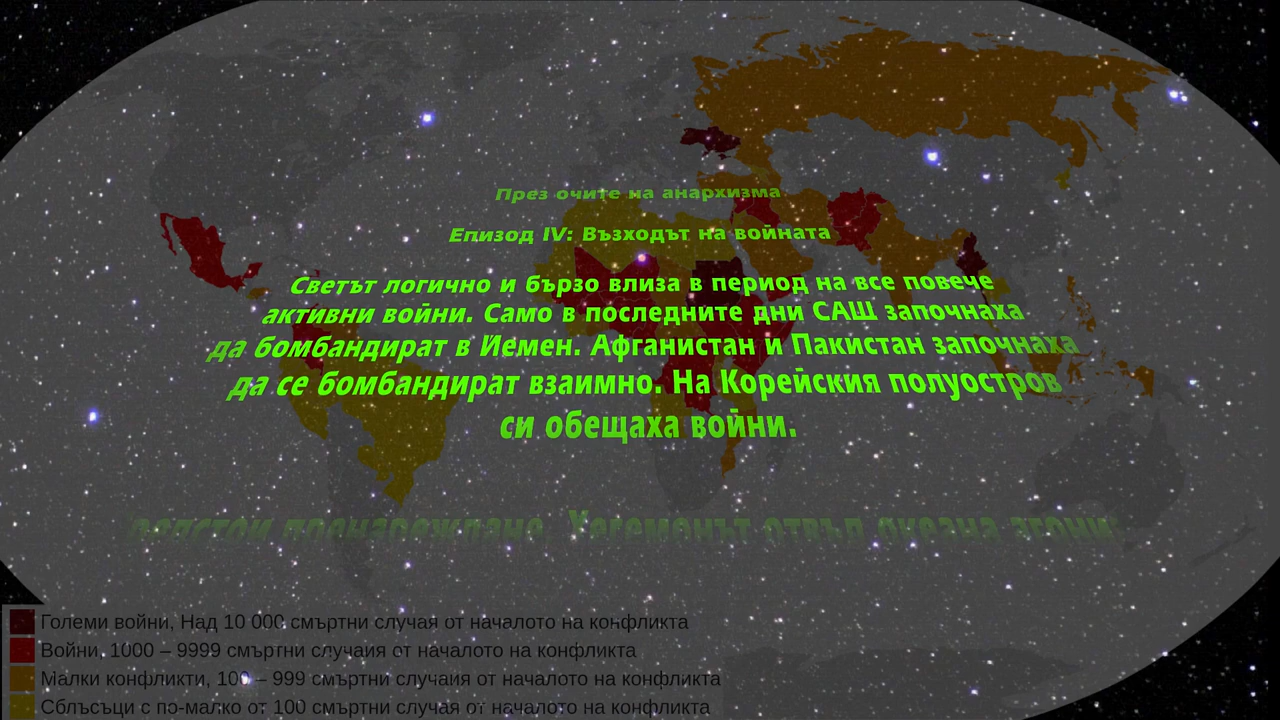 През очите на анархизма
Епизод IV: Възходът на войната
Светът логично и бързо влиза в период на все повече
активни войни. Само в последните дни САЩ започнаха
да бомбандират в Йемен. Афганистан и Пакистан започнаха
да се бомбандират взаимно. На Корейския полуостров
си обещаха войни.
пренареждане. Хегемонът отвъд океана
Големи войни, Над 10 000 смъртни случая от началото на конфликта
Войни, 1000 – 9999 смъртни случаия от началото на конфликта
Малки конфликти, 100 – 999 смъртни случаия от началото на конфликта
Сблъсъци с по-малко от 100 смъртни случая от началото на конфликта